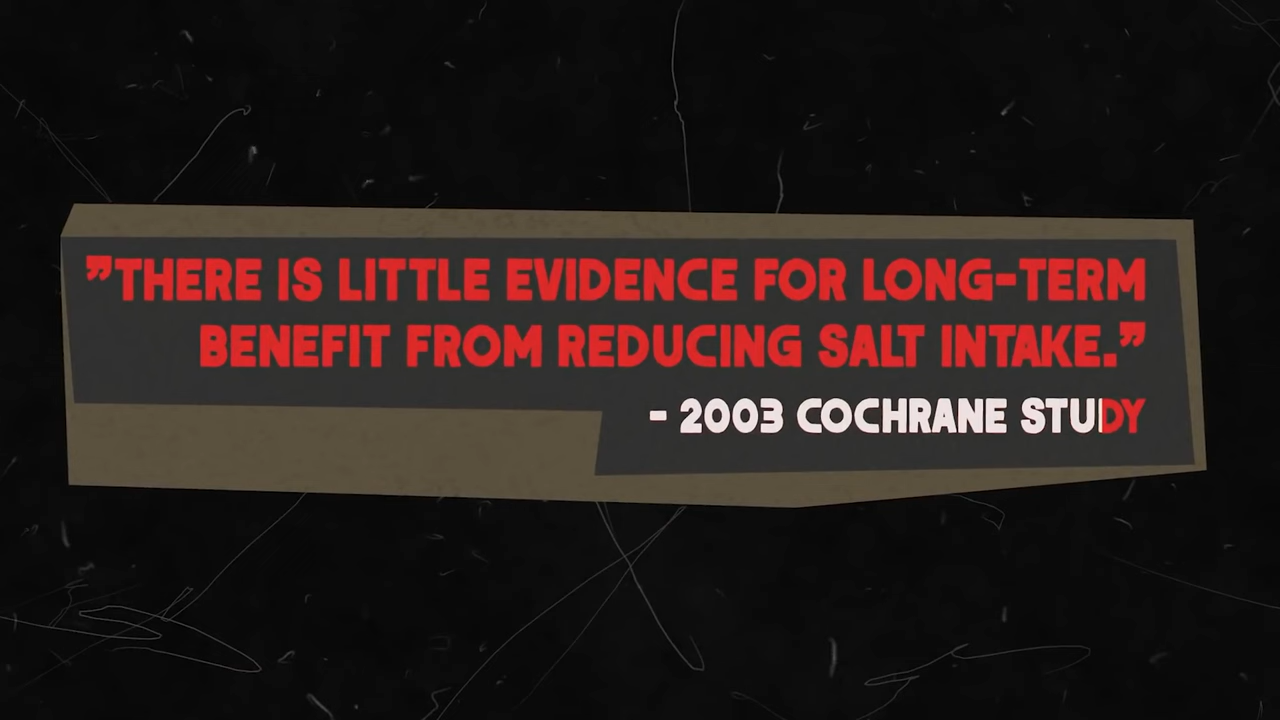 ”THERE IS LITTLE EVIDENCE FOR LONG-TERM
BENEFIT FROM REDUCING SALT INTAKE.”
- 2003 COCHRANE STUDY